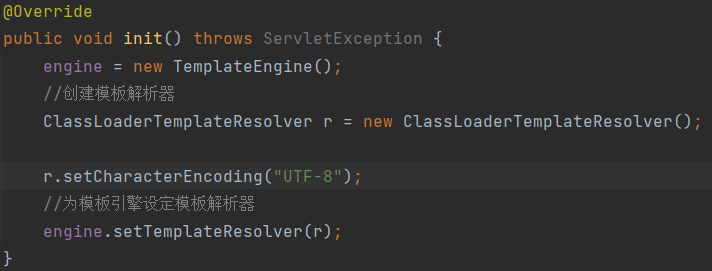 @Override
public void init() throws ServletException {
    engine = new TemplateEngine();
    //创建模板解析器
    ClassLoaderTemplateResolver r = new ClassLoaderTemplateResolver();

    r.setCharacterEncoding("UTF-8");
    //为模板引擎设定模板解析器
    engine.setTemplateResolver(r);
}